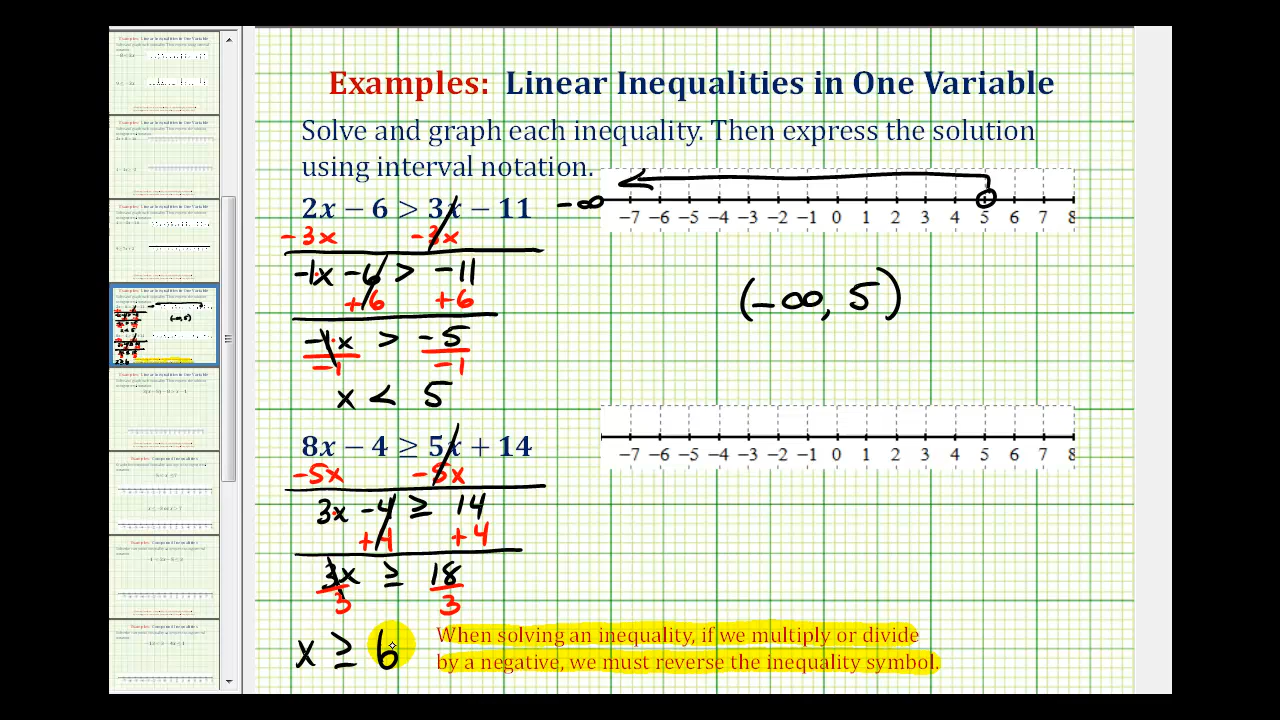 Examples: Linear Inequalities in One Variable
Solve and graph each inequality. Then express the solution
using interval notation.
2x − 6 > 3x − 11
−3x −3x
−1x −6 > −11
+6 +6
−1·x > −5
−1 −1
x < 5
−∞
−7 −6 −5 −4 −3 −2 −1 0 1 2 3 4 5 6 7 8
(−∞, 5)
8x − 4 ≥ 5x + 14
−5x −5x
3x −4 ≥ 14
+4 +4
3x ≥ 18
3 3
x ≥ 6
−7 −6 −5 −4 −3 −2 −1 0 1 2 3 4 5 6 7 8
When solving an inequality, if we multiply or divide
by a negative, we must reverse the inequality symbol.